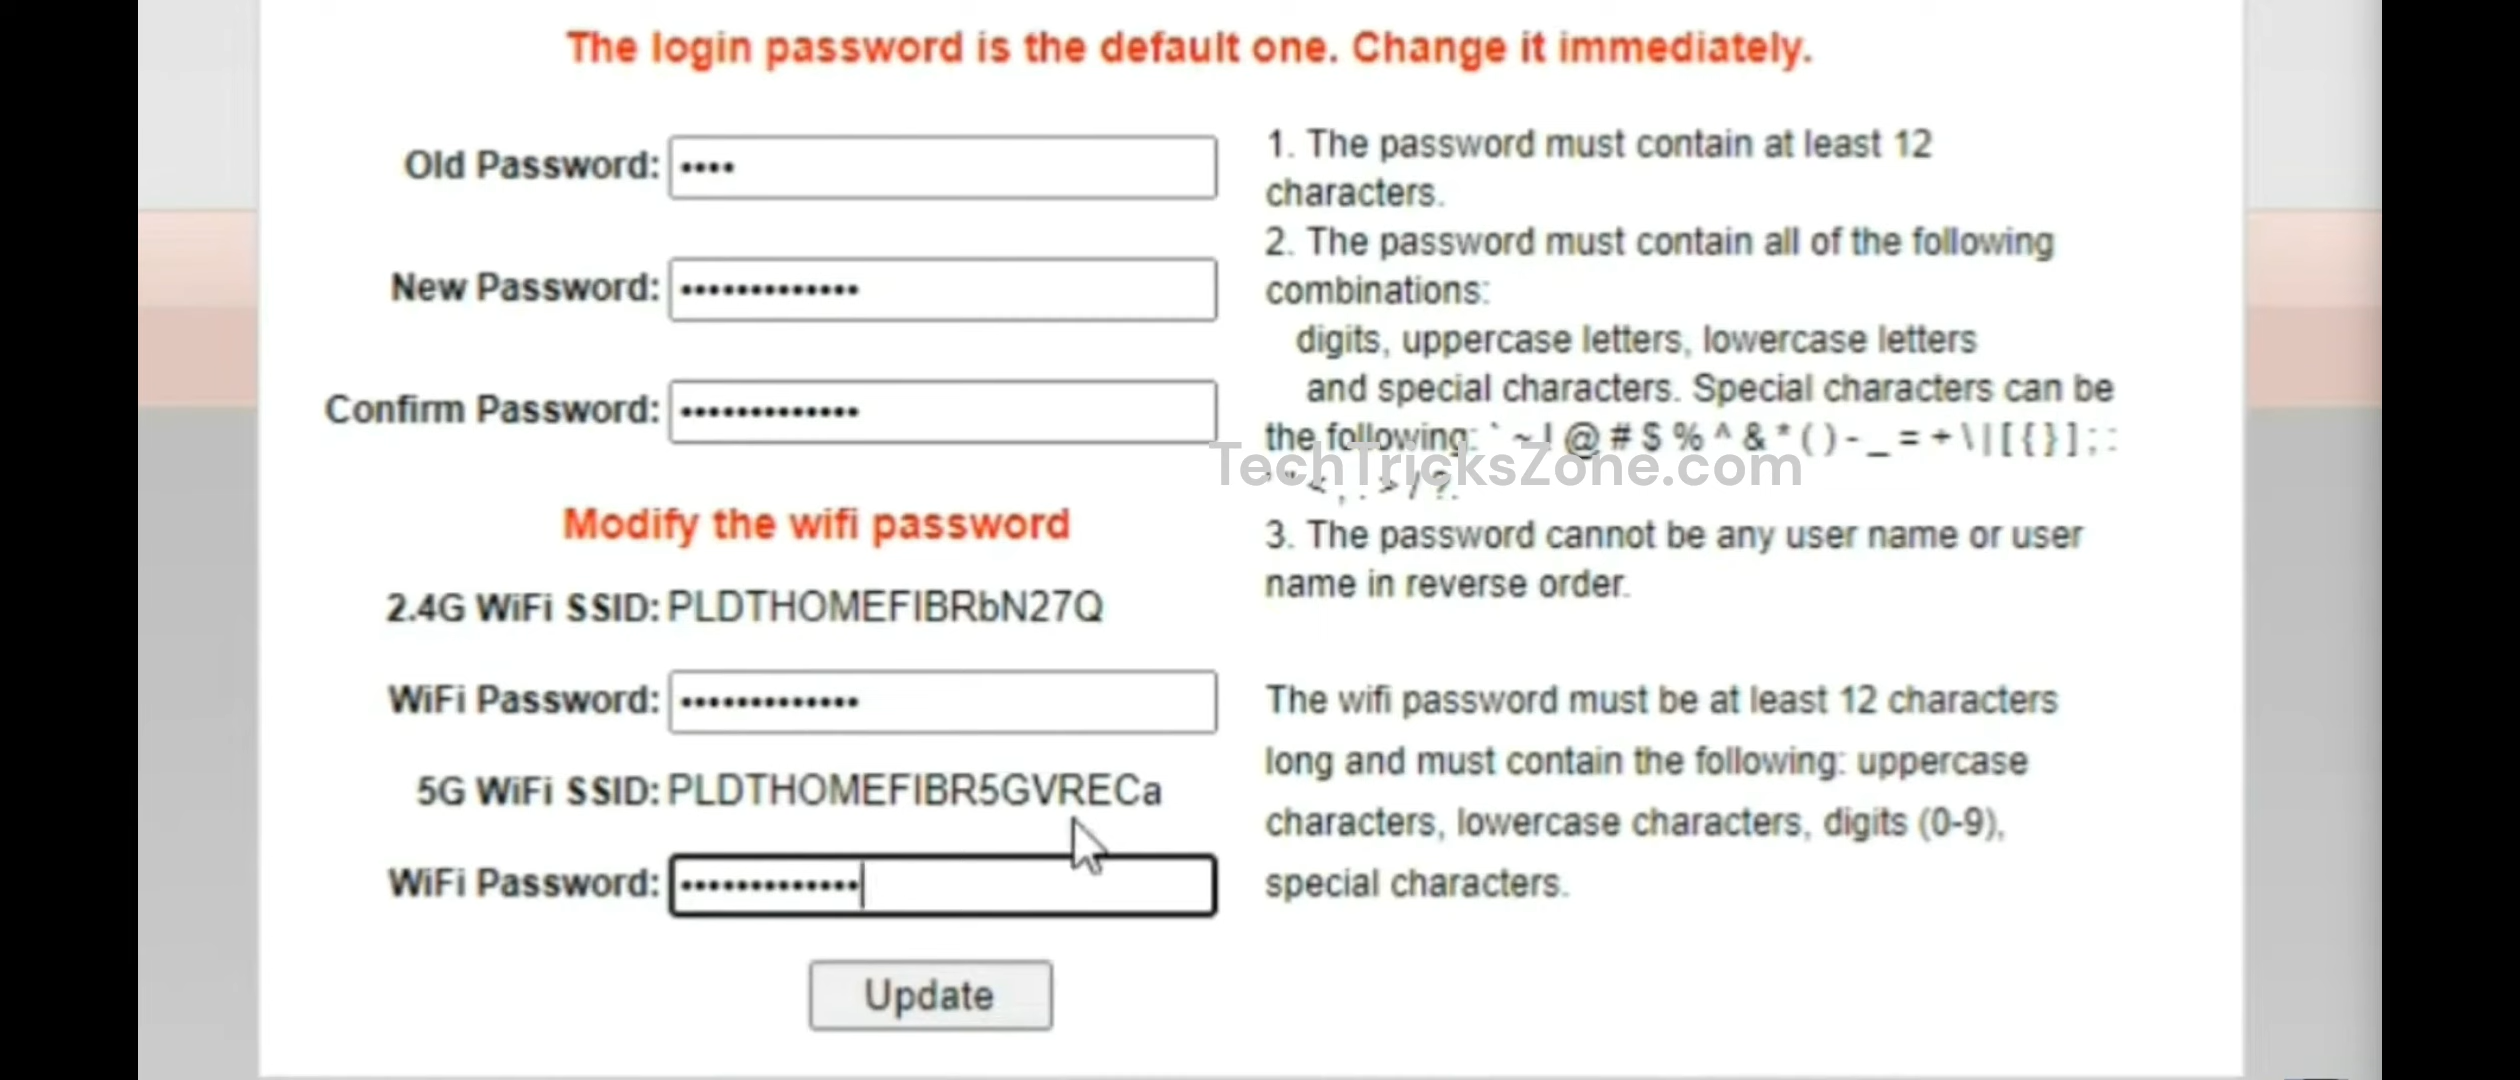 The login password is the default one. Change it immediately.
Old Password: ••••
New Password: •••••••••••••
Confirm Password: •••••••••••••
1. The password must contain at least 12
characters.
2. The password must contain all of the following
combinations:
digits, uppercase letters, lowercase letters
and special characters. Special characters can be
the following: ` ~ ! @ # $ % ^ & * ( ) - _ = + \ | [ { } ] ; :
< , . > / ?.
3. The password cannot be any user name or user
name in reverse order.
TechTricksZone.com
Modify the wifi password
2.4G WiFi SSID: PLDTHOMEFIBRbN27Q
WiFi Password: •••••••••••••
5G WiFi SSID: PLDTHOMEFIBR5GVRECa
WiFi Password: •••••••••••••
The wifi password must be at least 12 characters
long and must contain the following: uppercase
characters, lowercase characters, digits (0-9),
special characters.
Update